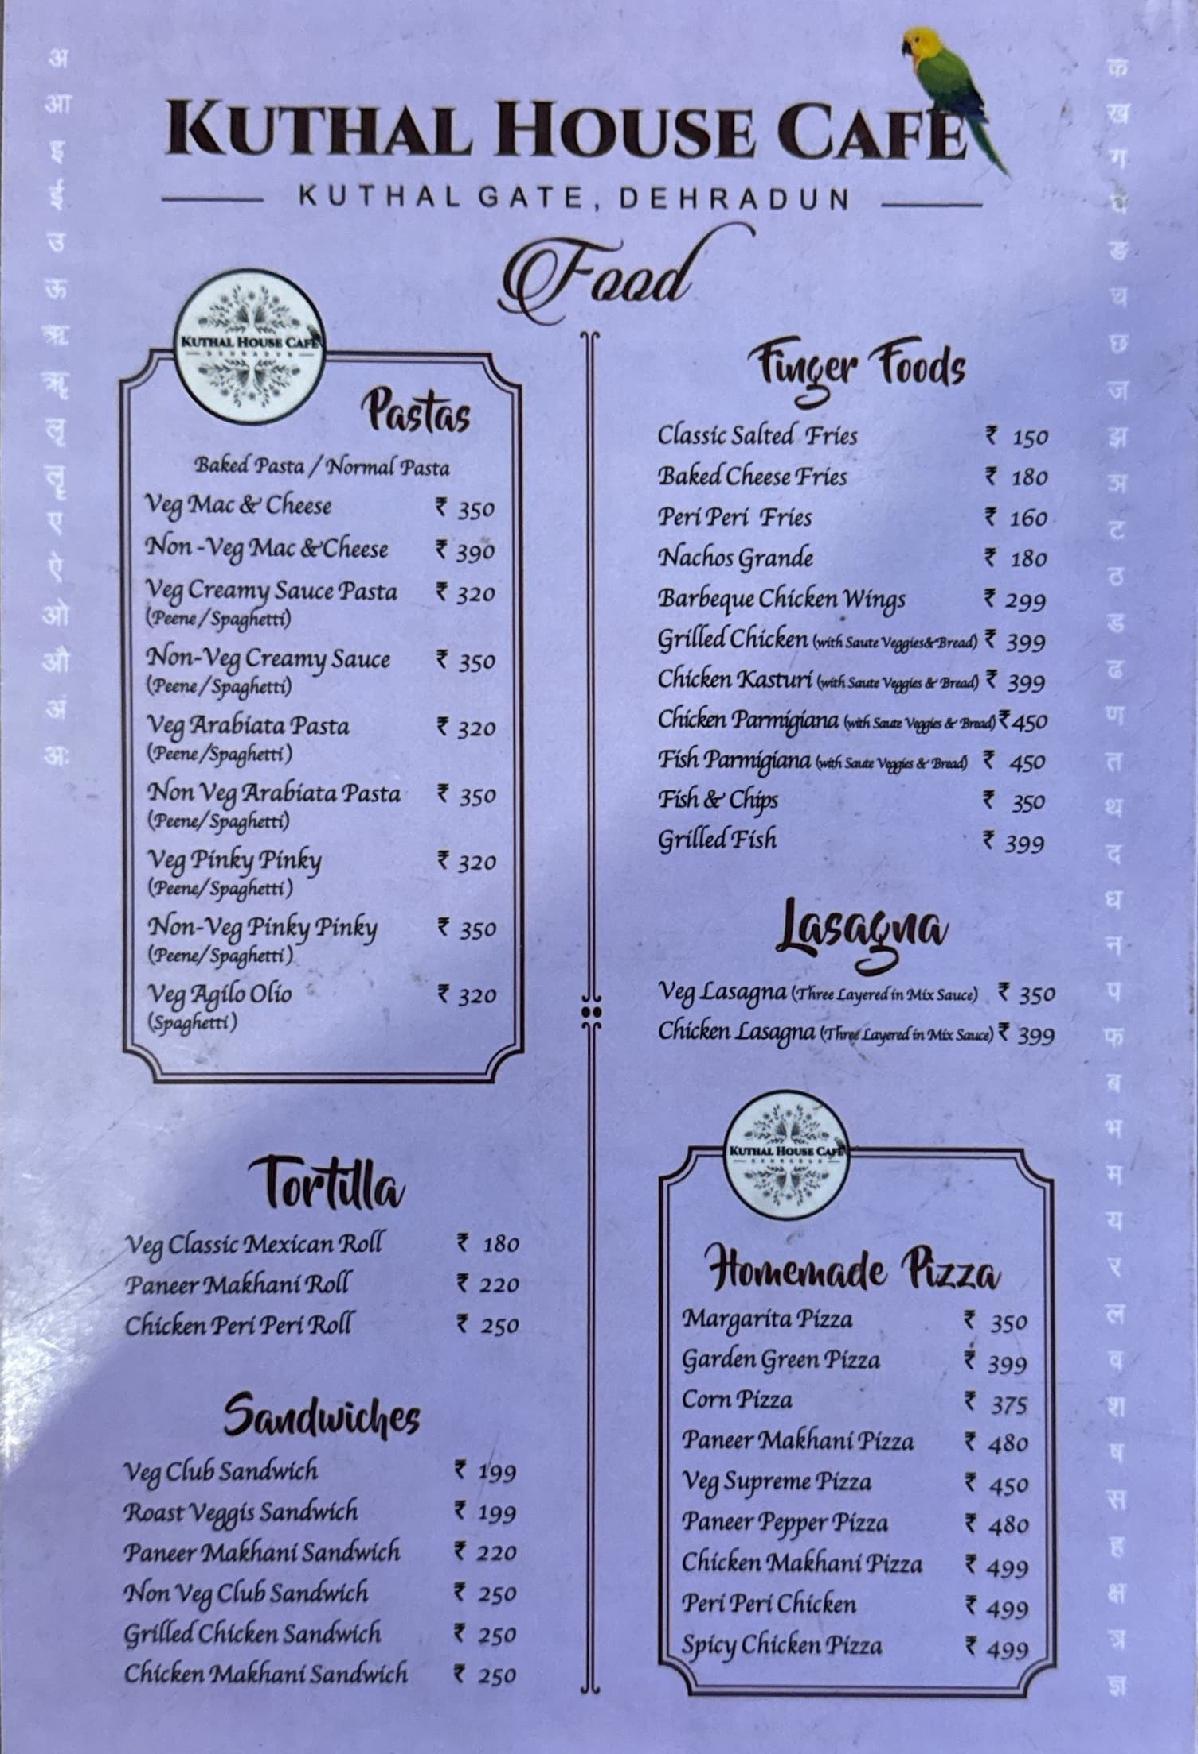 KUTHAL HOUSE CAFE
KUTHAL GATE, DEHRADUN
Food
KUTHAL HOUSE CAFE
DEHRADUN
Pastas
Baked Pasta / Normal Pasta
Veg Mac & Cheese ₹ 350
Non -Veg Mac &Cheese ₹ 390
Veg Creamy Sauce Pasta ₹ 320
(Peene/Spaghetti)
Non-Veg Creamy Sauce ₹ 350
(Peene/Spaghetti)
Veg Arabiata Pasta ₹ 320
(Peene/Spaghetti)
Non Veg Arabiata Pasta ₹ 350
(Peene/Spaghetti)
Veg Pinky Pinky ₹ 320
(Peene/Spaghetti)
Non-Veg Pinky Pinky ₹ 350
(Peene/Spaghetti)
Veg Agilo Olio ₹ 320
(Spaghetti)
Tortilla
Veg Classic Mexican Roll ₹ 180
Paneer Makhani Roll ₹ 220
Chicken Peri Peri Roll ₹ 250
Sandwiches
Veg Club Sandwich ₹ 199
Roast Veggis Sandwich ₹ 199
Paneer Makhani Sandwich ₹ 220
Non Veg Club Sandwich ₹ 250
Grilled Chicken Sandwich ₹ 250
Chicken Makhani Sandwich ₹ 250
Finger Foods
Classic Salted Fries ₹ 150
Baked Cheese Fries ₹ 180
Peri Peri Fries ₹ 160
Nachos Grande ₹ 180
Barbeque Chicken Wings ₹ 299
Grilled Chicken (with Saute Veggies&Bread) ₹ 399
Chicken Kasturi (with Saute Veggies & Bread) ₹ 399
Chicken Parmigiana (with Saute Veggies & Bread) ₹ 450
Fish Parmigiana (with Saute Veggies & Bread) ₹ 450
Fish & Chips ₹ 350
Grilled Fish ₹ 399
Lasagna
Veg Lasagna (Three Layered in Mix Sauce) ₹ 350
Chicken Lasagna (Three Layered in Mix Sauce) ₹ 399
KUTHAL HOUSE CAFE
DEHRADUN
Homemade Pizza
Margarita Pizza ₹ 350
Garden Green Pizza ₹ 399
Corn Pizza ₹ 375
Paneer Makhani Pizza ₹ 480
Veg Supreme Pizza ₹ 450
Paneer Pepper Pizza ₹ 480
Chicken Makhani Pizza ₹ 499
Peri Peri Chicken ₹ 499
Spicy Chicken Pizza ₹ 499
अ
आ
इ
ई
उ
ऊ
ऋ
ॠ
ऌ
ॡ
ए
ऐ
ओ
औ
अं
अः
क
ख
ग
घ
ङ
च
छ
ज
झ
ञ
ट
ठ
ड
ढ
ण
त
थ
द
ध
न
प
फ
ब
भ
म
य
र
ल
व
श
ष
स
ह
क्ष
त्र
ज्ञ